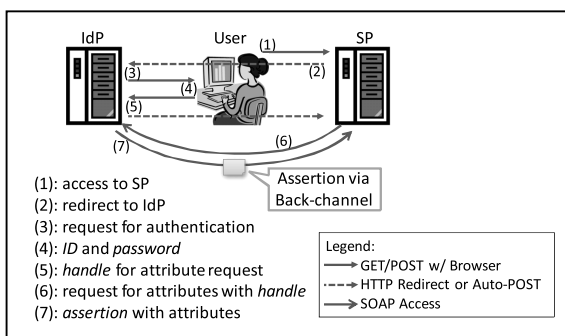 IdP
User
SP
(1)
(2)
(3)
(4)
(5)
(6)
(7)
Assertion via
Back-channel
(1): access to SP
(2): redirect to IdP
(3): request for authentication
(4): ID and password
(5): handle for attribute request
(6): request for attributes with handle
(7): assertion with attributes
Legend:
GET/POST w/ Browser
HTTP Redirect or Auto-POST
SOAP Access